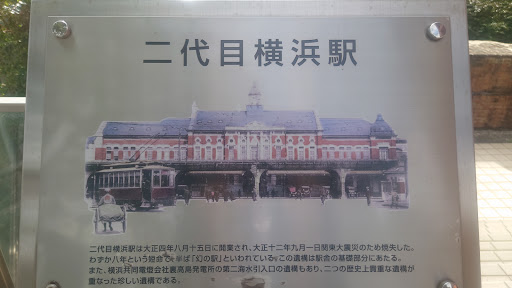 二代目横浜駅
二代目横浜駅は大正四年八月十五日に開業され、大正十二年九月一日関東大震災のため焼失した。
わずか八年という短命で、半ば「幻の駅」といわれている。この遺構は駅舎の基礎部分にあたる。
また、横浜共同電燈会社裏高島発電所の第二海水引入口の遺構もあり、二つの歴史上貴重な遺構が
重なった珍しい遺構である。